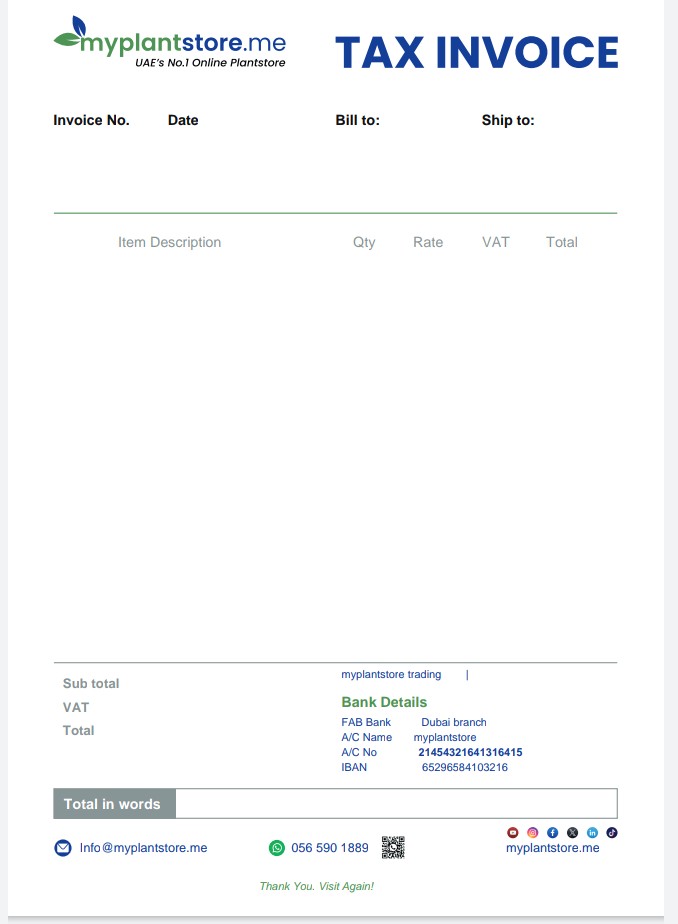 myplantstore.me
UAE's No.1 Online Plantstore
TAX INVOICE
Invoice No. Date Bill to: Ship to:
Item Description Qty Rate VAT Total
Sub total
VAT
Total
myplantstore trading |
Bank Details
FAB Bank Dubai branch
A/C Name myplantstore
A/C No 21454321641316415
IBAN 65296584103216
Total in words
Info@myplantstore.me
056 590 1889
myplantstore.me
Thank You. Visit Again!